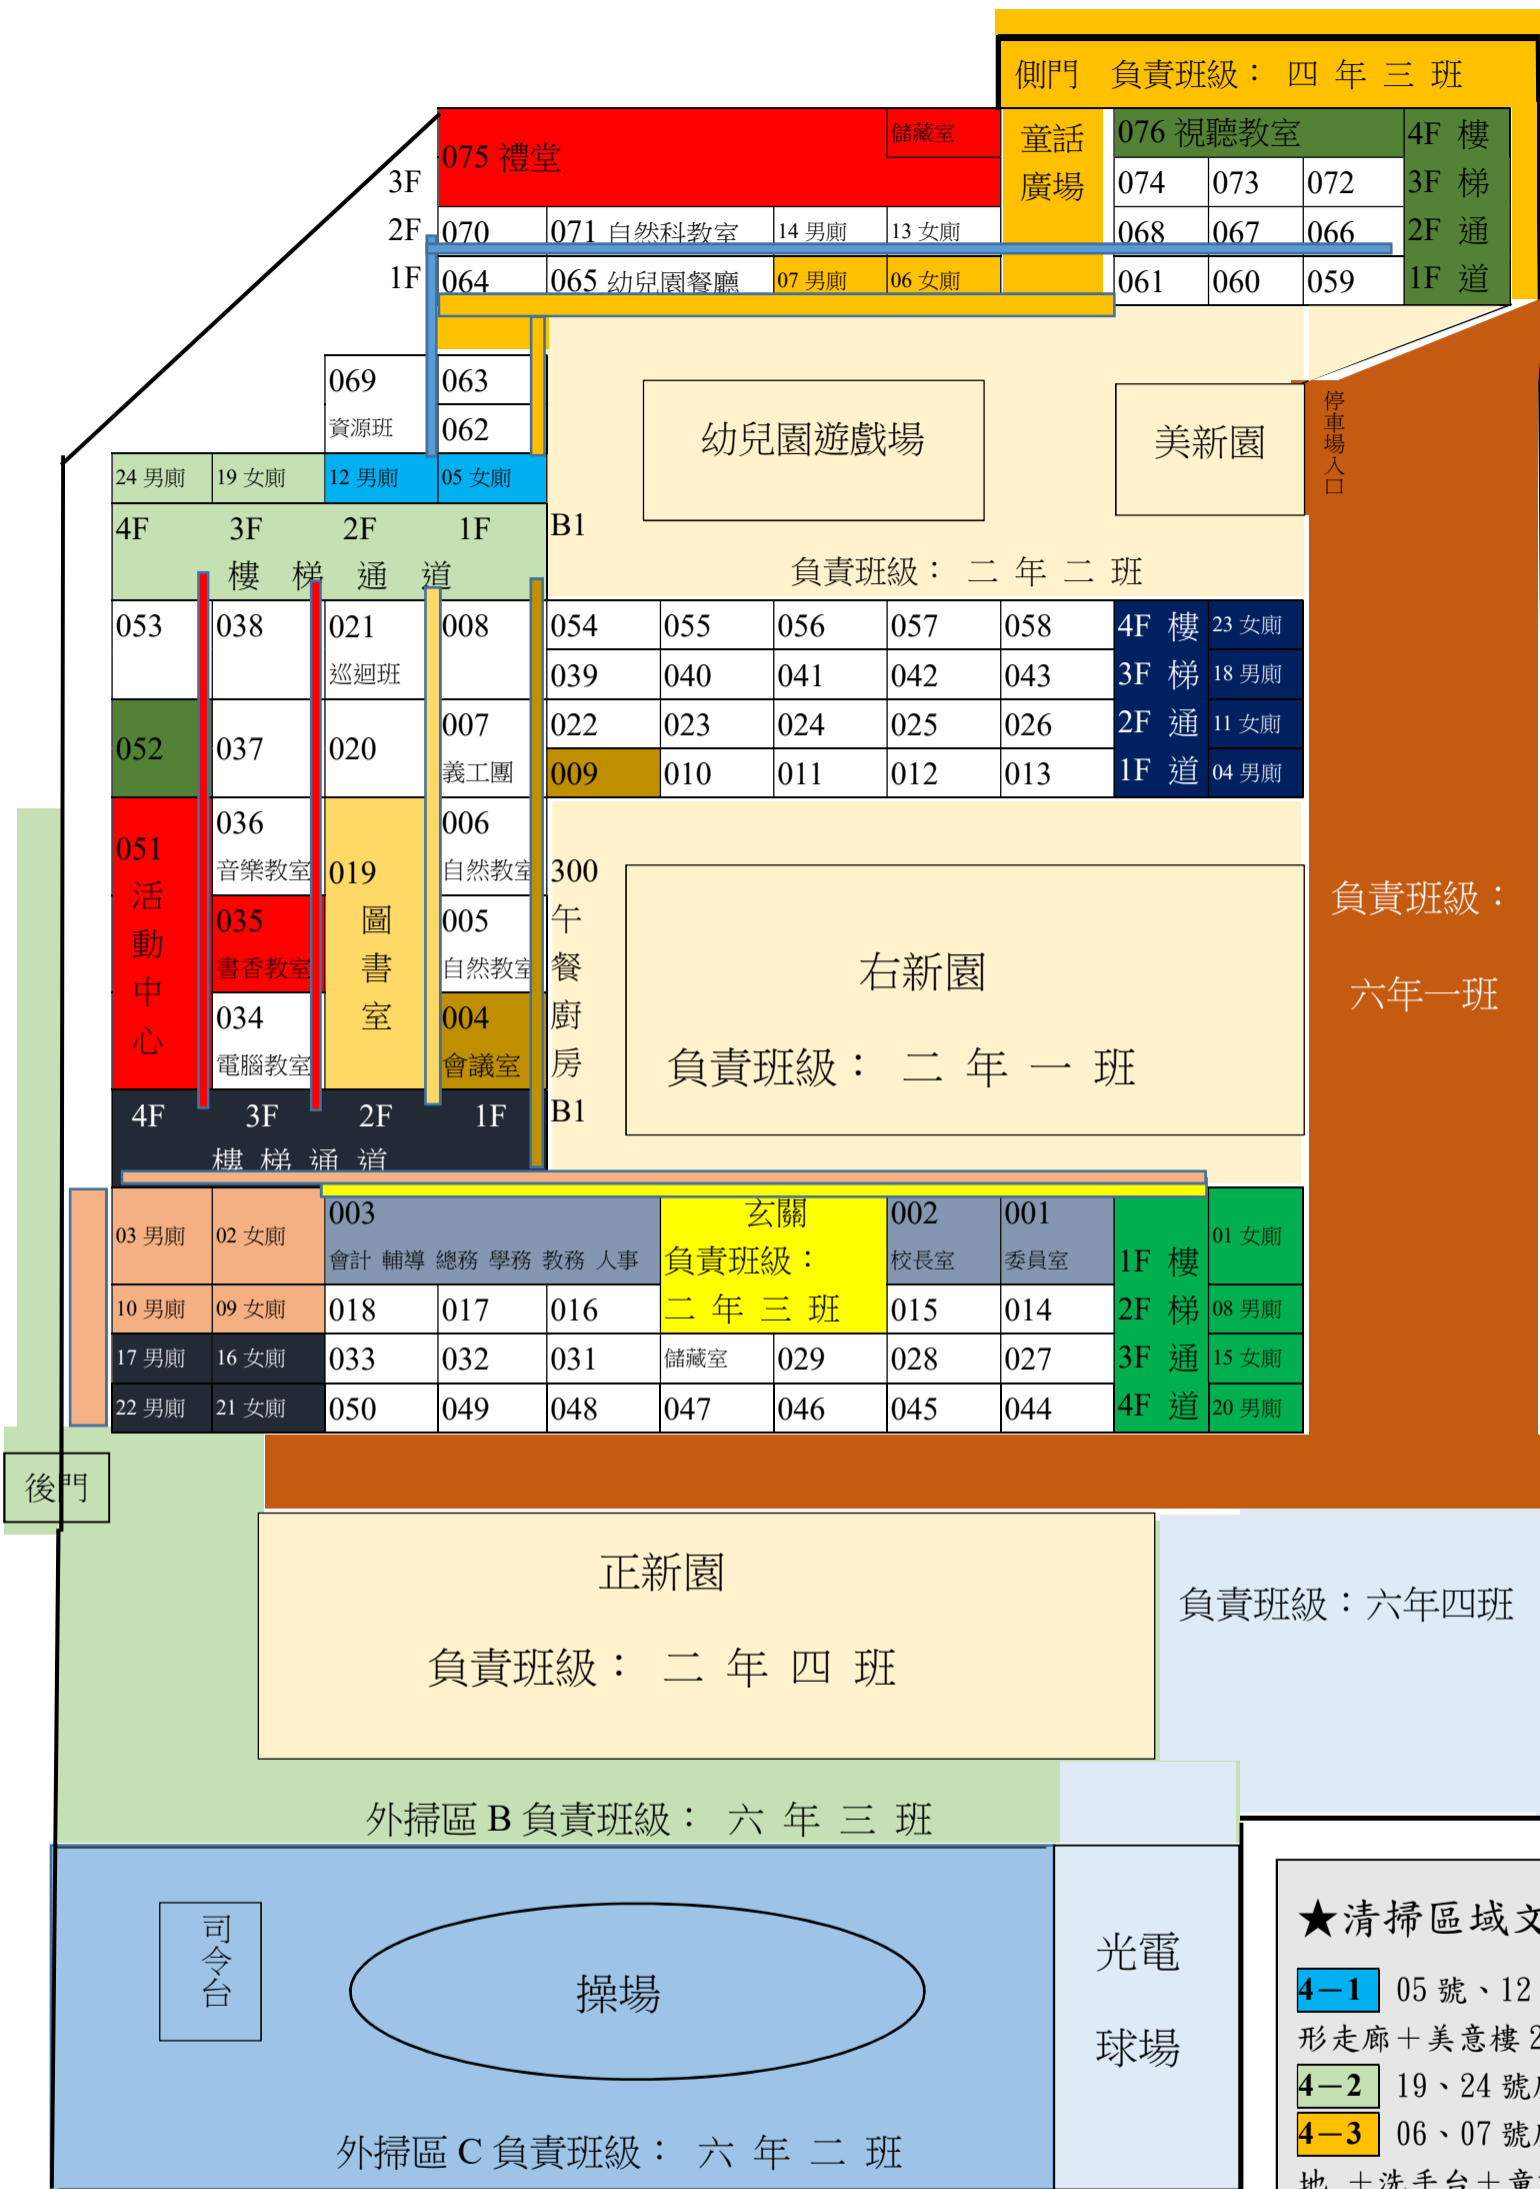 側門 負責班級： 四 年 三 班
075 禮堂 儲藏室 童話廣場 076 視聽教室 4F 樓
3F 074 073 072 3F 梯
2F 070 071 自然科教室 14 男廁 13 女廁 068 067 066 2F 通
1F 064 065 幼兒園餐廳 07 男廁 06 女廁 061 060 059 1F 道
069 資源班 063
062
幼兒園遊戲場
美新園
停車場入口
24 男廁 19 女廁 12 男廁 05 女廁
4F 3F 2F 1F B1
樓 梯 通 道
負責班級： 二 年 二 班
053 038 021 巡迴班 008 054 055 056 057 058 4F 樓 23 女廁
039 040 041 042 043 3F 梯 18 男廁
052 037 020 007 義工團 022 023 024 025 026 2F 通 11 女廁
009 010 011 012 013 1F 道 04 男廁
051 活動中心
036 音樂教室
019 圖書室
006 自然教室
300 午餐廚房 B1
035 書香教室
005 自然教室
034 電腦教室
004 會議室
右新園
負責班級： 二 年 一 班
負責班級：
六年一班
4F 3F 2F 1F
樓 梯 通 道
03 男廁 02 女廁 003 會計 輔導 總務 學務 教務 人事 玄關 002 校長室 001 委員室 1F 樓 01 女廁
負責班級：
二 年 三 班
10 男廁 09 女廁 018 017 016 015 014 2F 梯 08 男廁
17 男廁 16 女廁 033 032 031 儲藏室 029 028 027 3F 通 15 女廁
22 男廁 21 女廁 050 049 048 047 046 045 044 4F 道 20 男廁
後門
正新園
負責班級： 二 年 四 班
負責班級：六年四班
外掃區 B 負責班級： 六 年 三 班
司令台
操場
光電
球場
外掃區 C 負責班級： 六 年 二 班
★清掃區域文
4－1 05 號、12
形走廊＋美意樓 2
4－2 19、24 號
4－3 06、07 號
地 ＋洗手台＋童